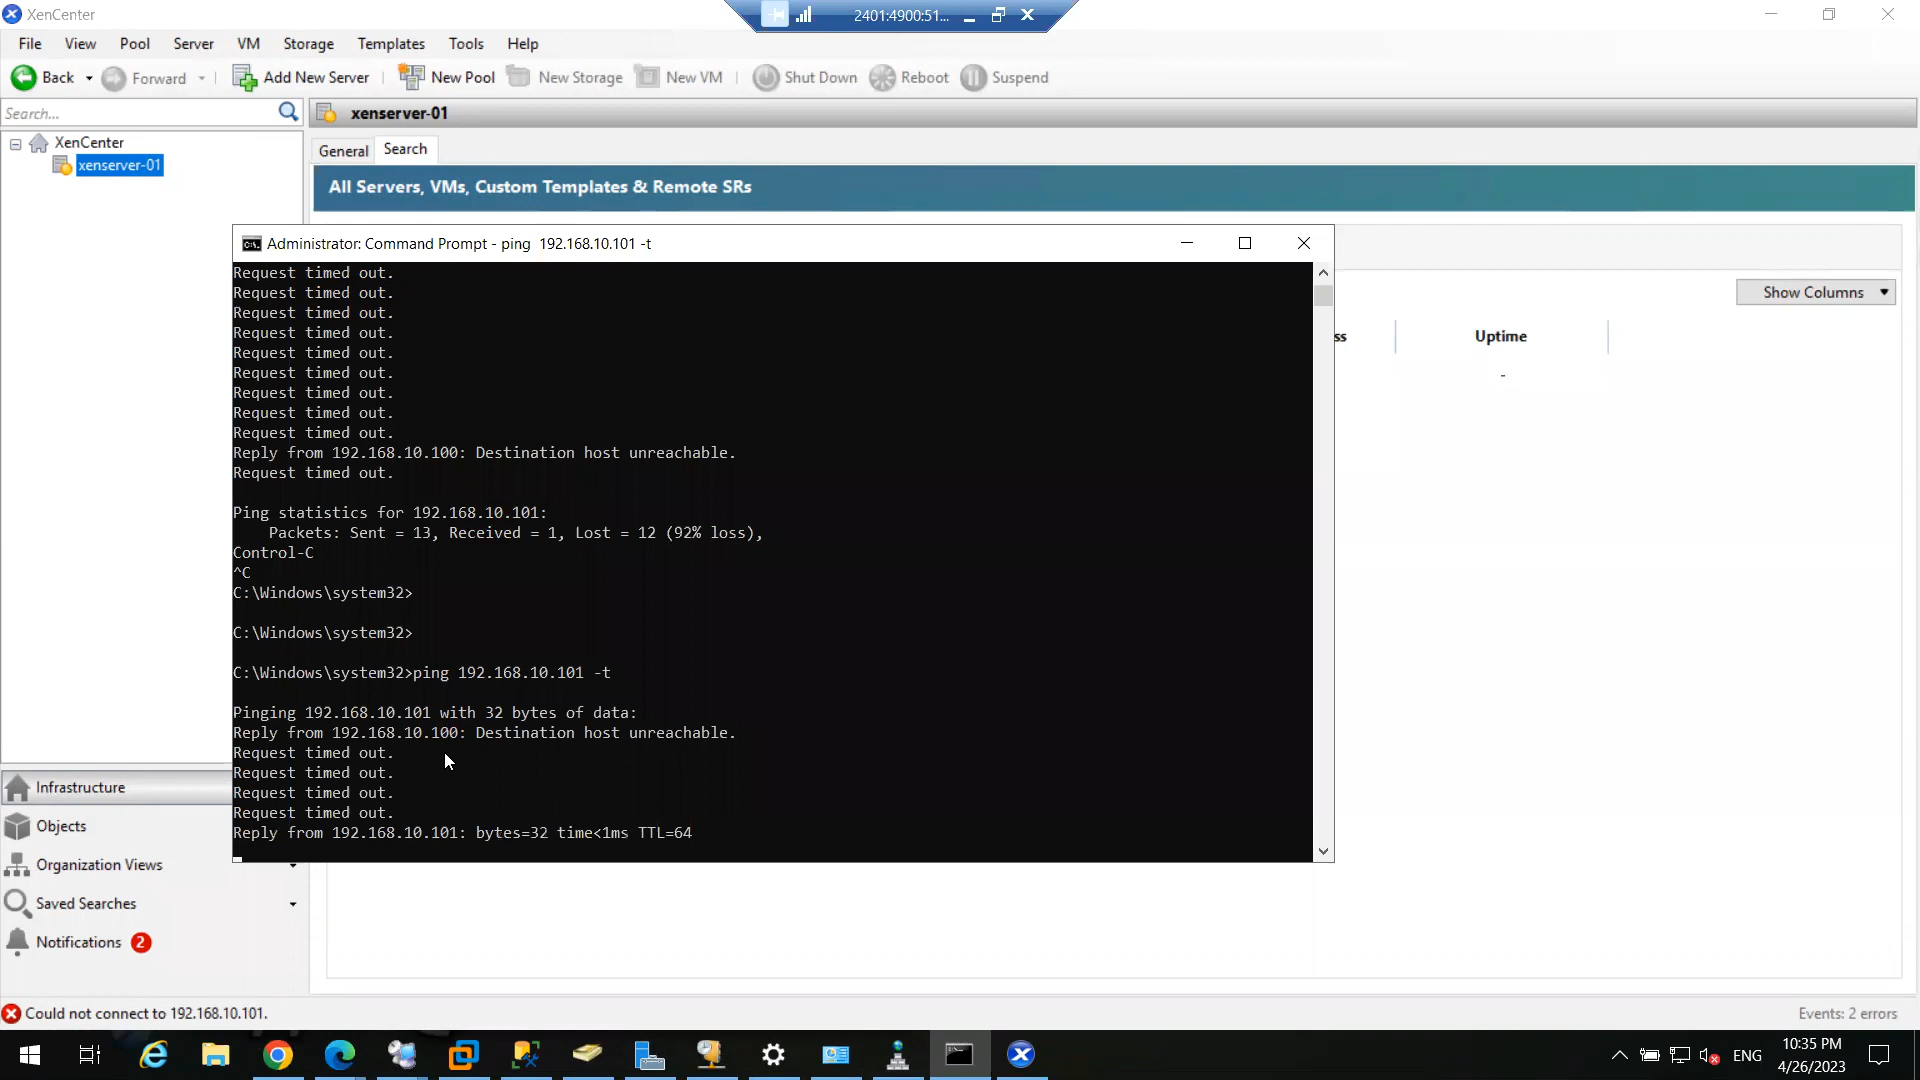 XenCenter
2401:4900:51...
File View Pool Server VM Storage Templates Tools Help
Back Forward Add New Server New Pool New Storage New VM Shut Down Reboot Suspend
Search...
xenserver-01
XenCenter
xenserver-01
General Search
All Servers, VMs, Custom Templates & Remote SRs
Show Columns
ss Uptime
-
Administrator: Command Prompt - ping  192.168.10.101 -t
Request timed out.
Request timed out.
Request timed out.
Request timed out.
Request timed out.
Request timed out.
Request timed out.
Request timed out.
Request timed out.
Reply from 192.168.10.100: Destination host unreachable.
Request timed out.
Ping statistics for 192.168.10.101:
Packets: Sent = 13, Received = 1, Lost = 12 (92% loss),
Control-C
^C
C:\Windows\system32>
C:\Windows\system32>
C:\Windows\system32>ping 192.168.10.101 -t
Pinging 192.168.10.101 with 32 bytes of data:
Reply from 192.168.10.100: Destination host unreachable.
Request timed out.
Request timed out.
Request timed out.
Request timed out.
Reply from 192.168.10.101: bytes=32 time<1ms TTL=64
Infrastructure
Objects
Organization Views
Saved Searches
Notifications 2
Could not connect to 192.168.10.101.
Events: 2 errors
ENG
10:35 PM
4/26/2023